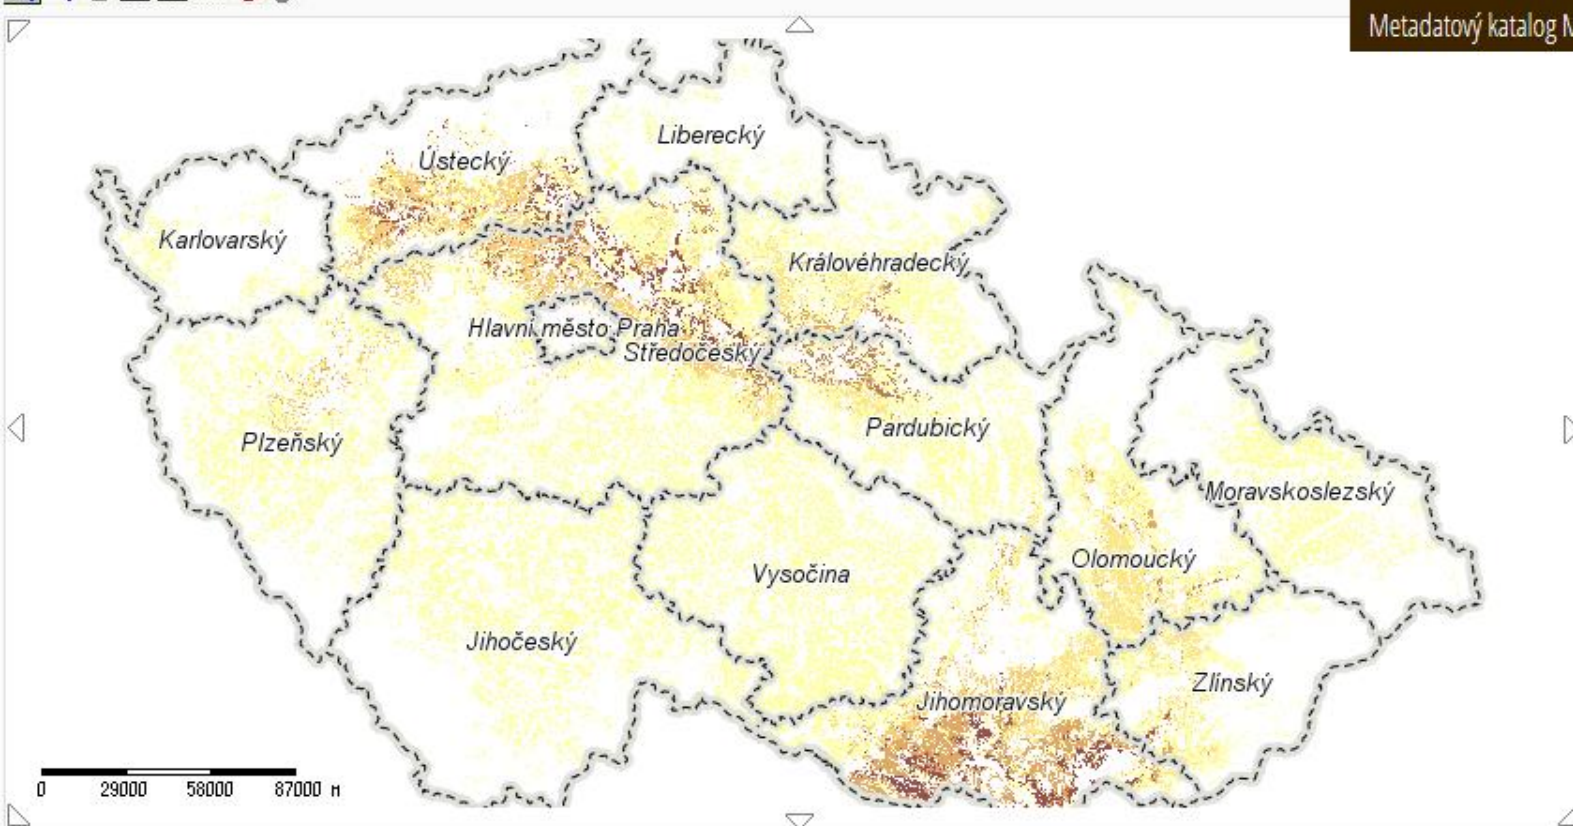 Metadatový katalog M
Liberecký
Ústecký
Karlovarský
Královéhradecký
Hlavní město Praha
Středočeský
Plzeňský
Pardubický
Moravskoslezský
Olomoucký
Vysočina
Jihočeský
Zlínský
Jihomoravský
0 29000 58000 87000 м